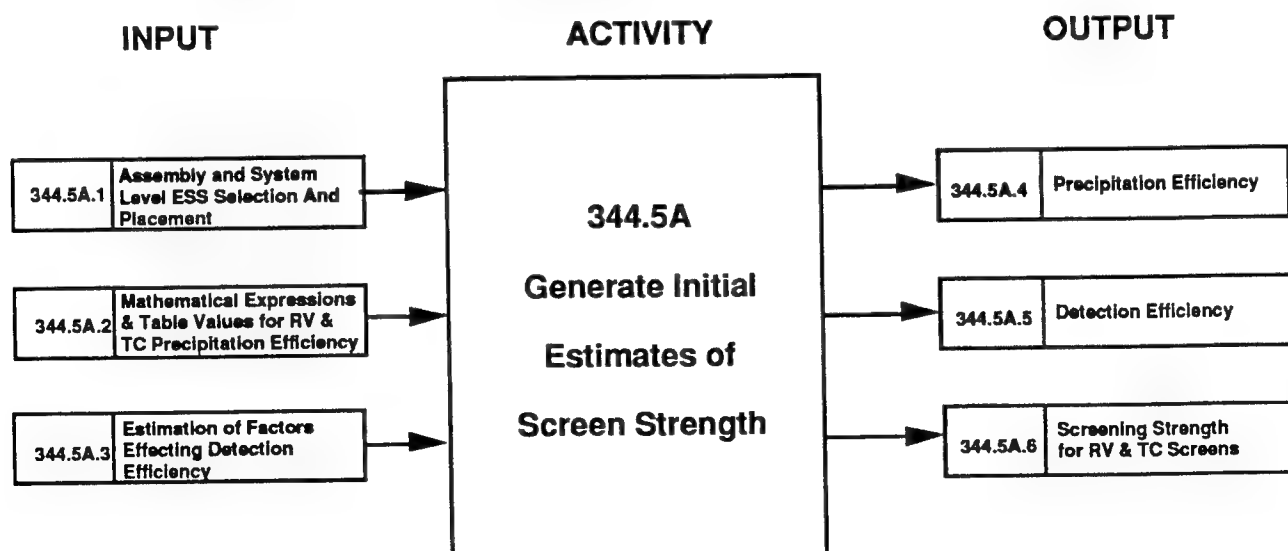 INPUT
ACTIVITY
OUTPUT
344.5A.1
Assembly and System
Level ESS Selection And
Placement
344.5A.2
Mathematical Expressions
& Table Values for RV &
TC Precipitation Efficiency
344.5A.3
Estimation of Factors
Effecting Detection
Efficiency
344.5A
Generate Initial
Estimates of
Screen Strength
344.5A.4
Precipitation Efficiency
344.5A.5
Detection Efficiency
344.5A.6
Screening Strength
for RV & TC Screens